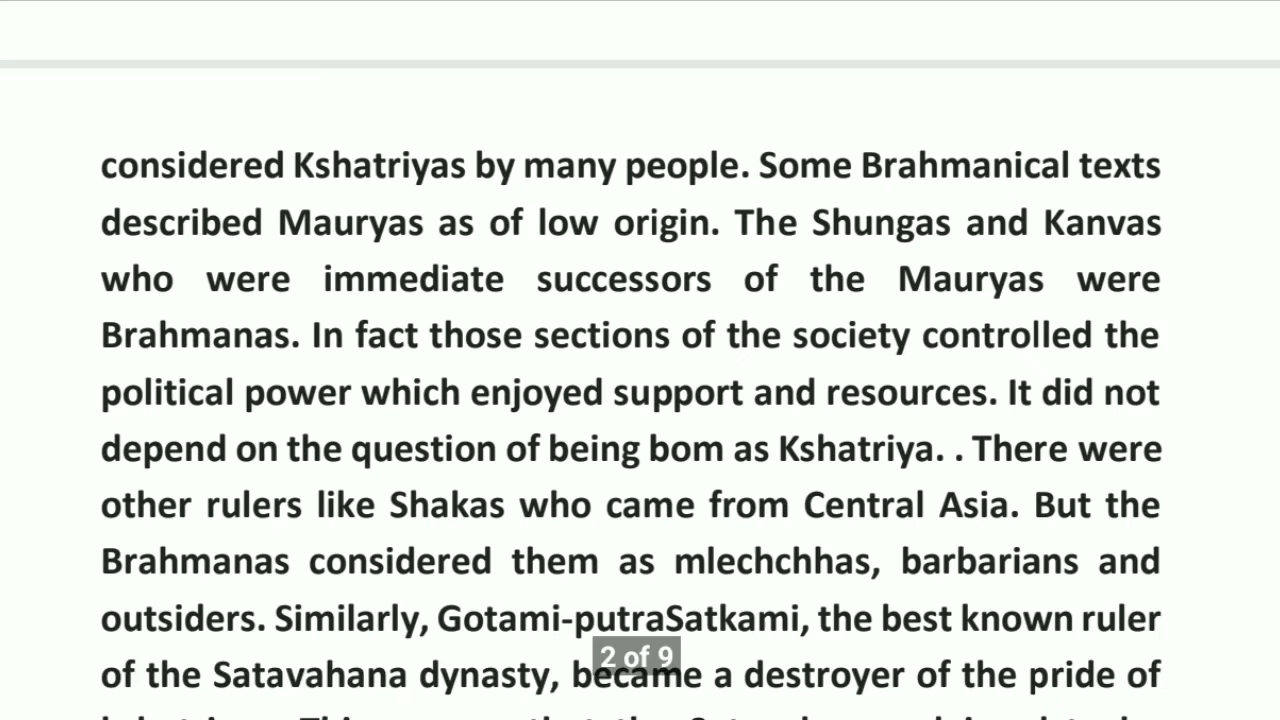 considered Kshatriyas by many people. Some Brahmanical texts
described Mauryas as of low origin. The Shungas and Kanvas
who were immediate successors of the Mauryas were
Brahmanas. In fact those sections of the society controlled the
political power which enjoyed support and resources. It did not
depend on the question of being bom as Kshatriya. . There were
other rulers like Shakas who came from Central Asia. But the
Brahmanas considered them as mlechchhas, barbarians and
outsiders. Similarly, Gotami-putraSatkami, the best known ruler
2 of 9
of the Satavahana dynasty, became a destroyer of the pride of